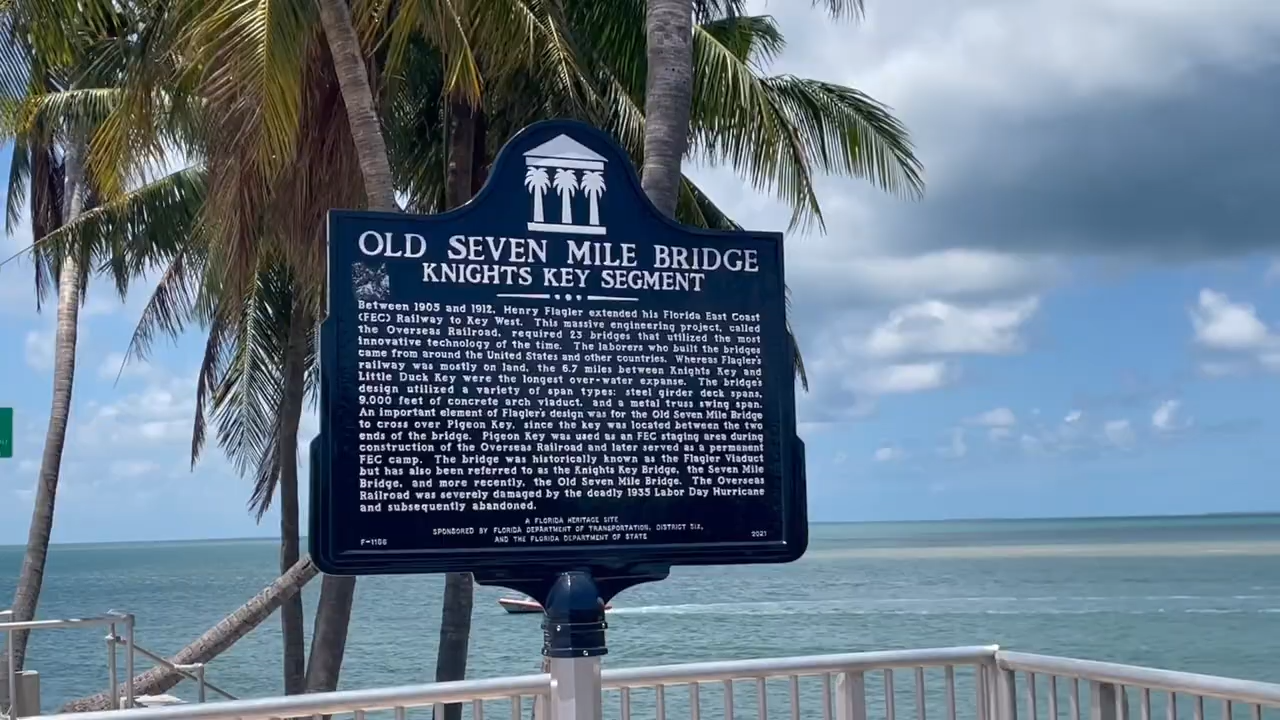 OLD SEVEN MILE BRIDGE
KNIGHTS KEY SEGMENT
Between 1905 and 1912, Henry Flagler extended his Florida East Coast
(FEC) Railway to Key West. This massive engineering project, called
the Overseas Railroad, required 23 bridges that utilized the most
innovative technology of the time. The laborers who built the bridges
came from around the United States and other countries. Whereas Flagler's
railway was mostly on land, the 6.7 miles between Knights Key and
Little Duck Key were the longest over-water expanse. The bridge's
design utilized a variety of span types: steel girder deck spans,
9,000 feet of concrete arch viaduct, and a metal truss swing span.
An important element of Flagler's design was for the Old Seven Mile Bridge
to cross over Pigeon Key, since the key was located between the two
ends of the bridge. Pigeon Key was used as an FEC staging area during
construction of the Overseas Railroad and later served as a permanent
FEC camp. The bridge was historically known as the Flagler Viaduct
but has also been referred to as the Knights Key Bridge, the Seven Mile
Bridge, and more recently, the Old Seven Mile Bridge. The Overseas
Railroad was severely damaged by the deadly 1935 Labor Day Hurricane
and subsequently abandoned.
A FLORIDA HERITAGE SITE
SPONSORED BY FLORIDA DEPARTMENT OF TRANSPORTATION, DISTRICT SIX,
AND THE FLORIDA DEPARTMENT OF STATE
F-1166 2021